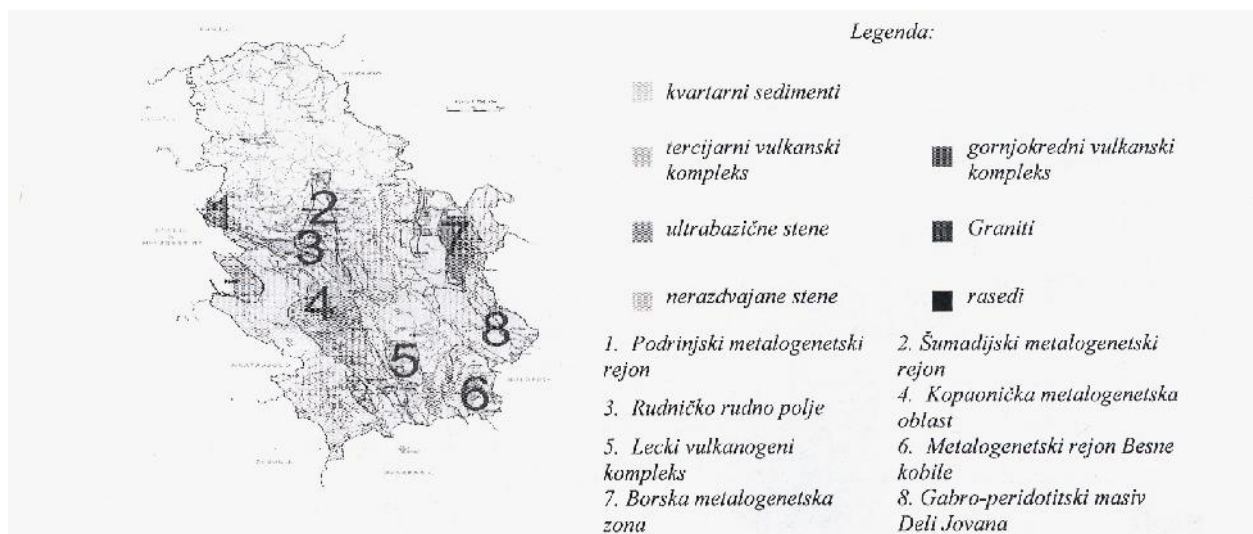 Legenda:
kvartarni sedimenti
tercijarni vulkanski
kompleks
gornjokredni vulkanski
kompleks
ultrabazične stene
Graniti
nerazdvajane stene
rasedi
1. Podrinjski metalogenetski
rejon
2. Šumadijski metalogenetski
rejon
3. Rudničko rudno polje
4. Kopaonička metalogenetska
oblast
5. Lecki vulkanogeni
kompleks
6. Metalogenetski rejon Besne
kobile
7. Borska metalogenetska
zona
8. Gabro-peridotitski masiv
Deli Jovana
1
2
3
4
5
6
7
8